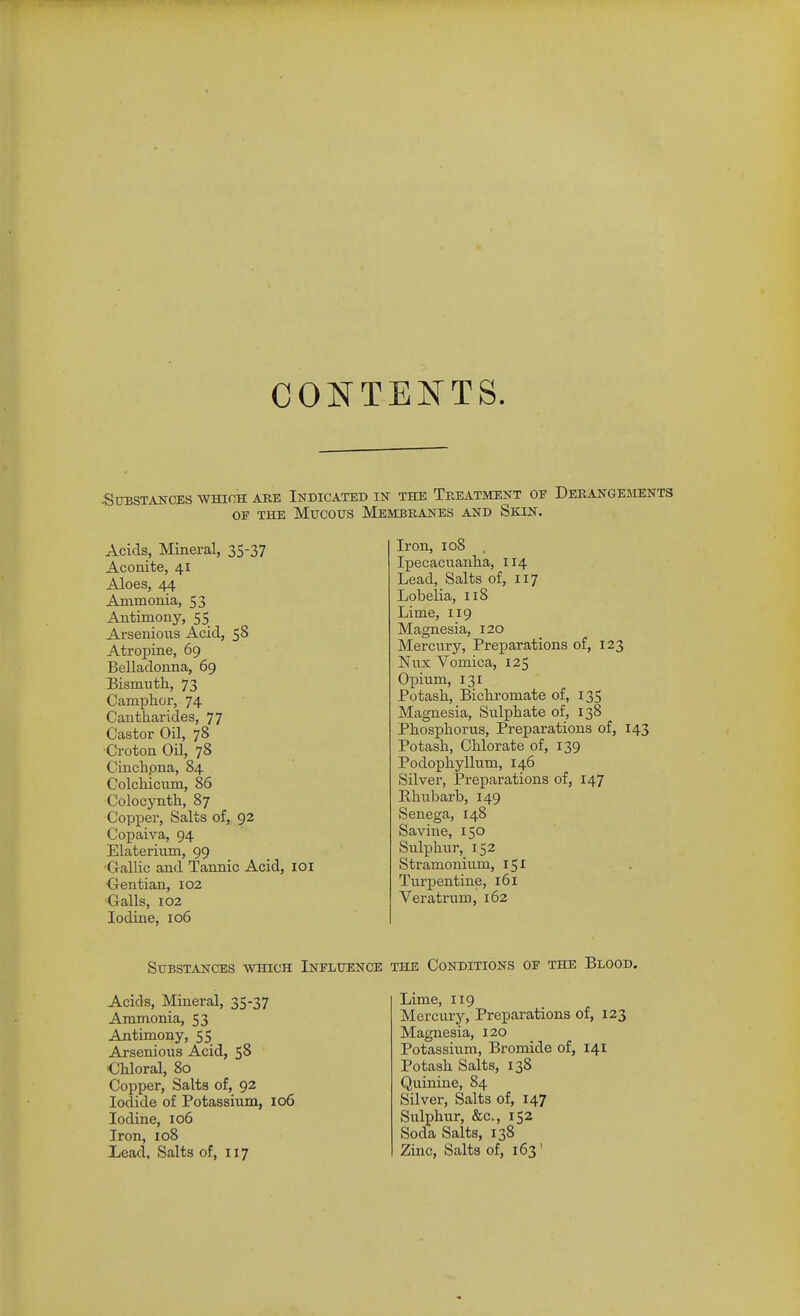 CONTENTS.
SUBSTANCES WHICH ARE INDICATED IN THE TREATMENT OF DERANGEMENTS
OF THE MUCOUS MEMBRANES AND SKIN.
Acids, Mineral, 35-37
Aconite, 41
Aloes, 44
Ammonia, 53
Antimony, 55
Arsenious Acid, 58
Atropine, 69
Belladonna, 69
Bismuth, 73
Camphor, 74
Cantharides, 77
Castor Oil, 78
Croton Oil, 78
Cinchona, 84
Colchicum, 86
Colocynth, 87
Copper, Salts of, 92
Copaiva, 94
Elaterium, 99
Gallic and Tannic Acid, 101
Gentian, 102
Galls, 102
Iodine, 106
Iron, 108
Ipecacuanha, 114
Lead, Salts of, 117
Lobelia, 118
Lime, 119
Magnesia, 120
Mercury, Preparations of, 123
Nux Vomica, 125
Opium, 131
Potash, Bichromate of, 135
Magnesia, Sulphate of, 138
Phosphorus, Preparations of, 143
Potash, Chlorate of, 139
Podophyllum, 146
Silver, Preparations of, 147
Rhubarb, 149
Senega, 148
Savine, 150
Sulphur, 152
Stramonium, 151
Turpentine, 161
Veratrum, 162
SUBSTANCES WHICH INFLUENCE THE CONDITIONS OF THE BLOOD.
Acids, Mineral, 35-37
Ammonia, 53
Antimony, 55
Arsenious Acid, 58
Chloral, 80
Copper, Salts of, 92
Iodide of Potassium, 106
Iodine, 106
Iron, 108
Lead, Salts of, 117
Lime, 119
Mercury, Preparations of, 123
Magnesia, 120
Potassium, Bromide of, 141
Potash Salts, 138
Quinine, 84
Silver, Salts of, 147
Sulphur, &c., 152
Soda Salts, 138
Zinc, Salts of, 163